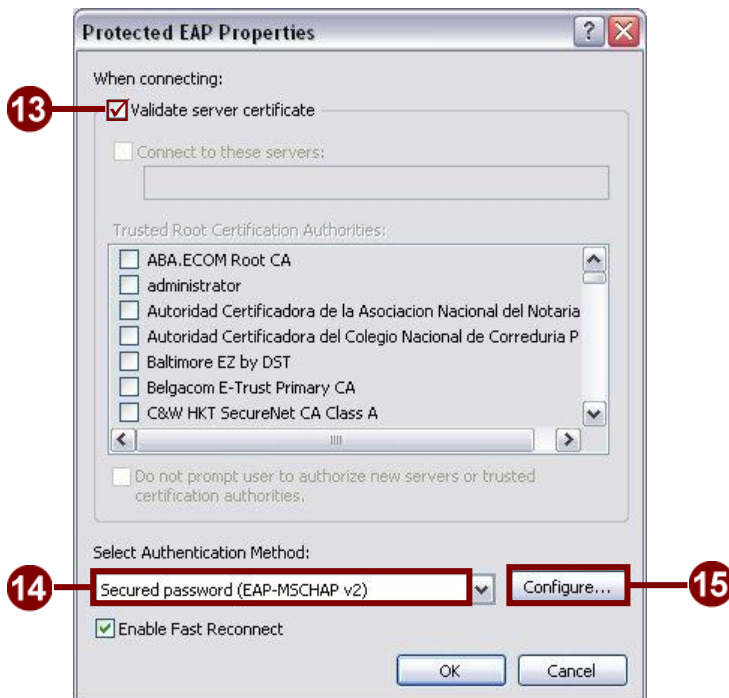 Protected EAP Properties
When connecting:
13
Validate server certificate
Connect to these servers:
Trusted Root Certification Authorities:
ABA.ECOM Root CA
administrator
Autoridad Certificadora de la Asociacion Nacional del Notaria
Autoridad Certificadora del Colegio Nacional de Correduria P
Baltimore EZ by DST
Belgacom E-Trust Primary CA
C&W HKT SecureNet CA Class A
Do not prompt user to authorize new servers or trusted
certification authorities.
Select Authentication Method:
14
Secured password (EAP-MSCHAP v2)
Configure...
15
Enable Fast Reconnect
OK
Cancel